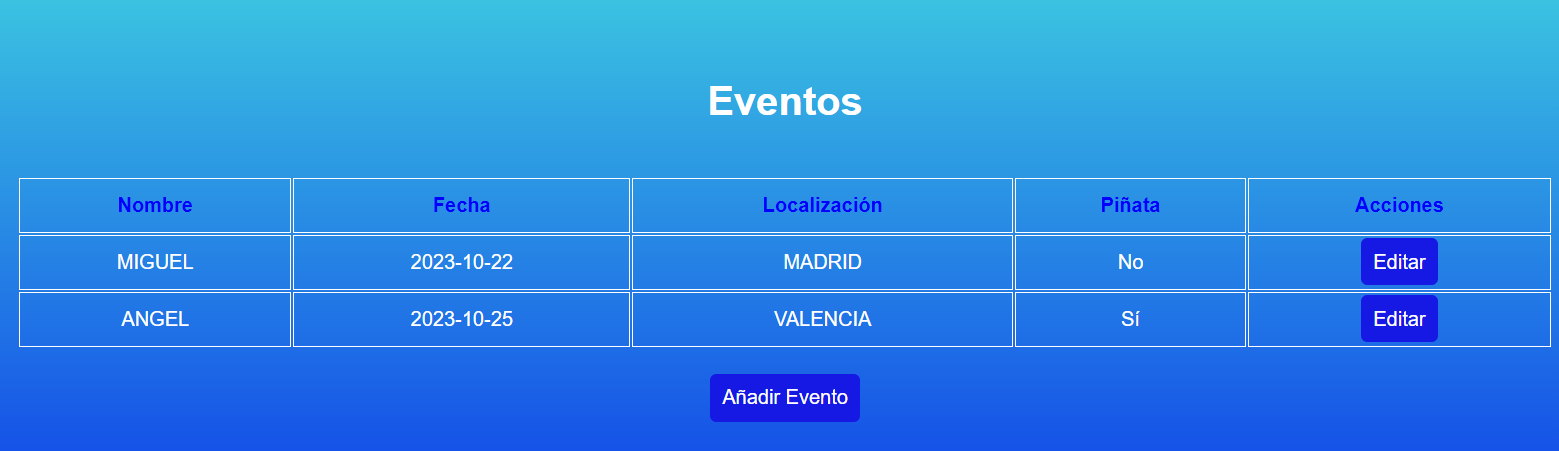 Eventos
Nombre Fecha Localización Piñata Acciones
MIGUEL 2023-10-22 MADRID No Editar
ANGEL 2023-10-25 VALENCIA Sí Editar
Añadir Evento